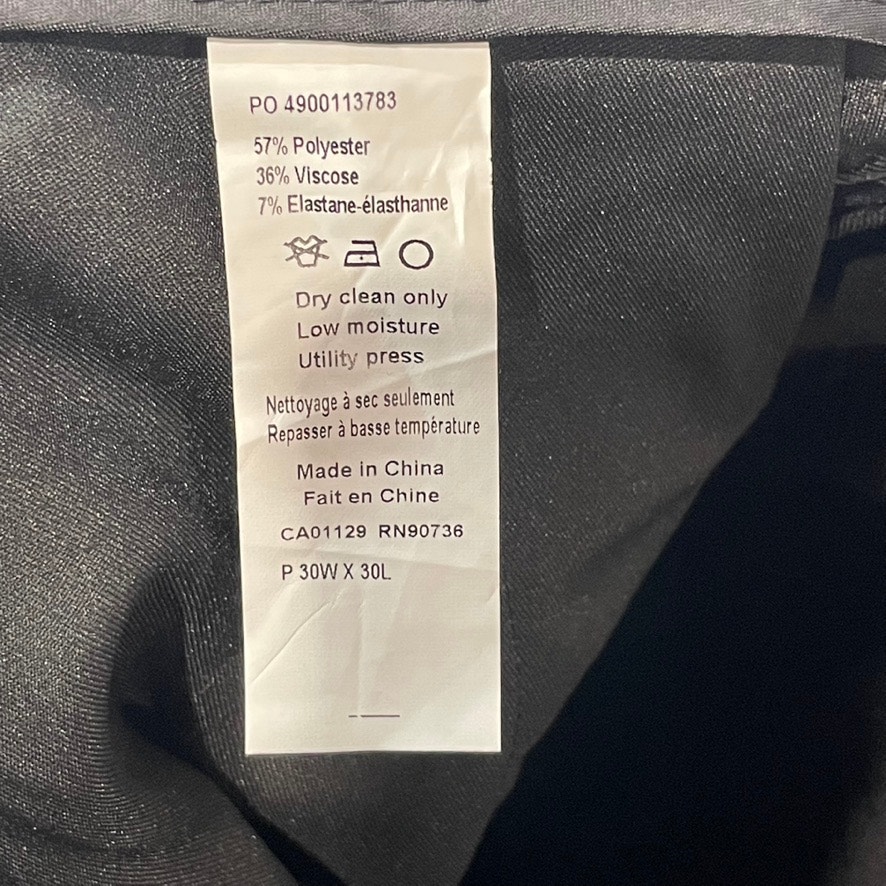 PO 4900113783
57% Polyester
36% Viscose
7% Elastane-élasthanne
Dry clean only
Low moisture
Utility press
Nettoyage à sec seulement
Repasser à basse température
Made in China
Fait en Chine
CA01129 RN90736
P 30W X 30L